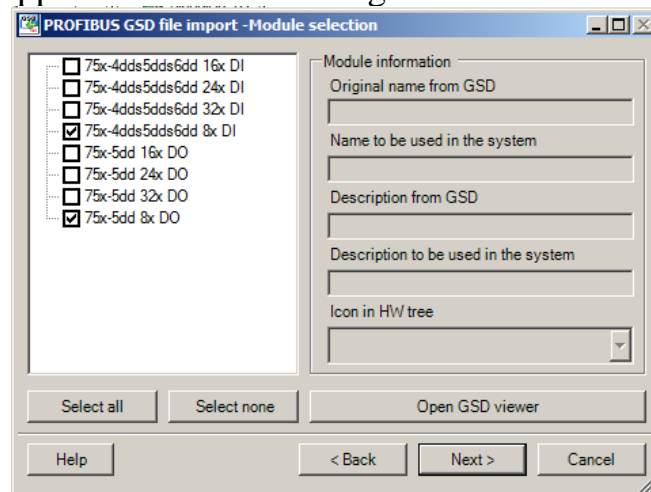 PROFIBUS GSD file import -Module selection
75x-4dds5dds6dd 16x DI
75x-4dds5dds6dd 24x DI
75x-4dds5dds6dd 32x DI
75x-4dds5dds6dd 8x DI
75x-5dd 16x DO
75x-5dd 24x DO
75x-5dd 32x DO
75x-5dd 8x DO
Module information
Original name from GSD
Name to be used in the system
Description from GSD
Description to be used in the system
Icon in HW tree
Select all
Select none
Open GSD viewer
Help
< Back
Next >
Cancel